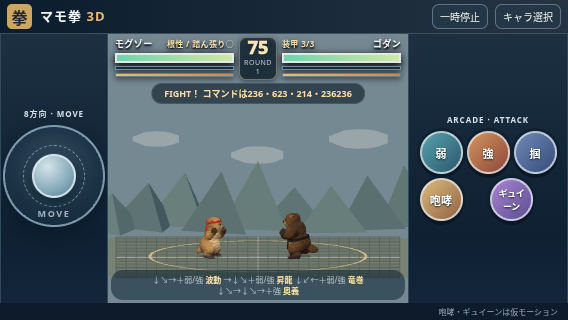 拳 マモ拳 3D
一時停止 キャラ選択
モグゾー 根性 / 踏ん張り〇
75
ROUND
1
装甲 3/3 ゴダン
FIGHT！ コマンドは236・623・214・236236
8方向・MOVE
MOVE
ARCADE・ATTACK
弱 強 掴
咆哮 ギュイーン
↓↘→＋弱/強 波動 →↓↘＋弱/強 昇龍 ↓↙←＋弱/強 竜巻
↓↘→↓↘→＋強 奥義
咆哮・ギュイーンは仮モーション